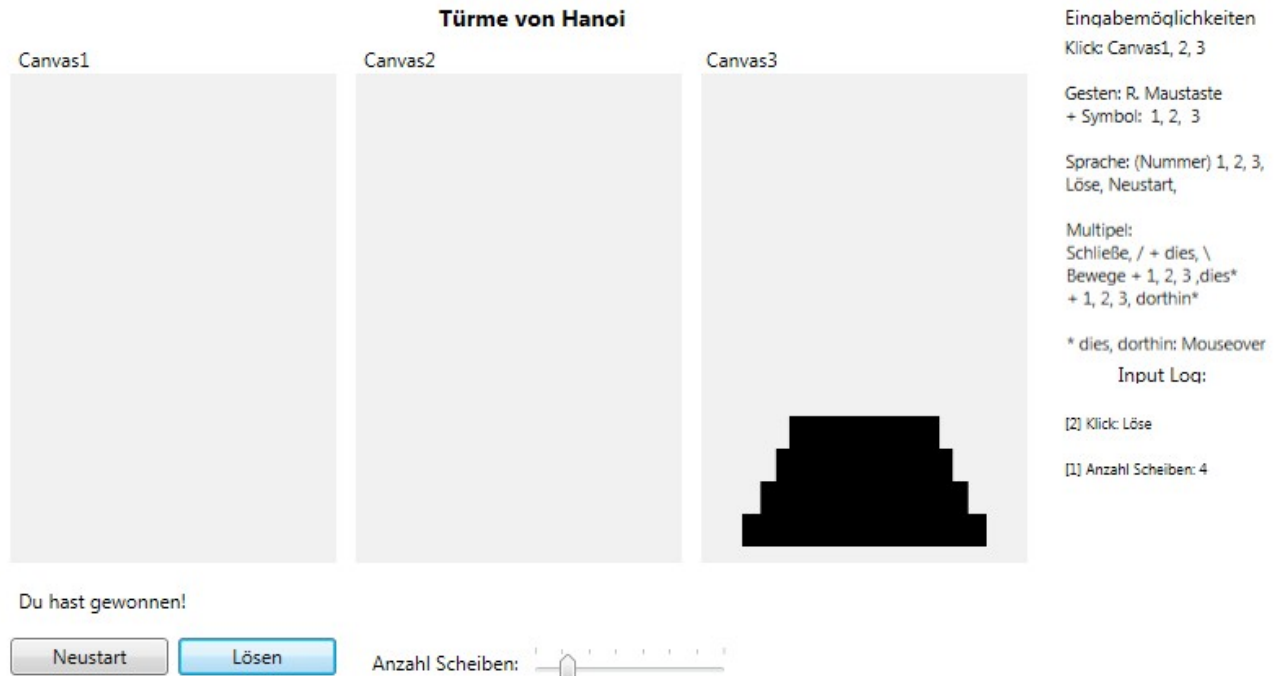 Türme von Hanoi
Canvas1
Canvas2
Canvas3
Du hast gewonnen!
Neustart
Lösen
Anzahl Scheiben:
Eingabemöglichkeiten
Klick: Canvas1, 2, 3
Gesten: R. Maustaste
+ Symbol: 1, 2, 3
Sprache: (Nummer) 1, 2, 3,
Löse, Neustart,
Multipel:
Schließe, / + dies, \
Bewege + 1, 2, 3 ,dies*
+ 1, 2, 3, dorthin*
* dies, dorthin: Mouseover
Input Log:
[2] Klick: Löse
[1] Anzahl Scheiben: 4